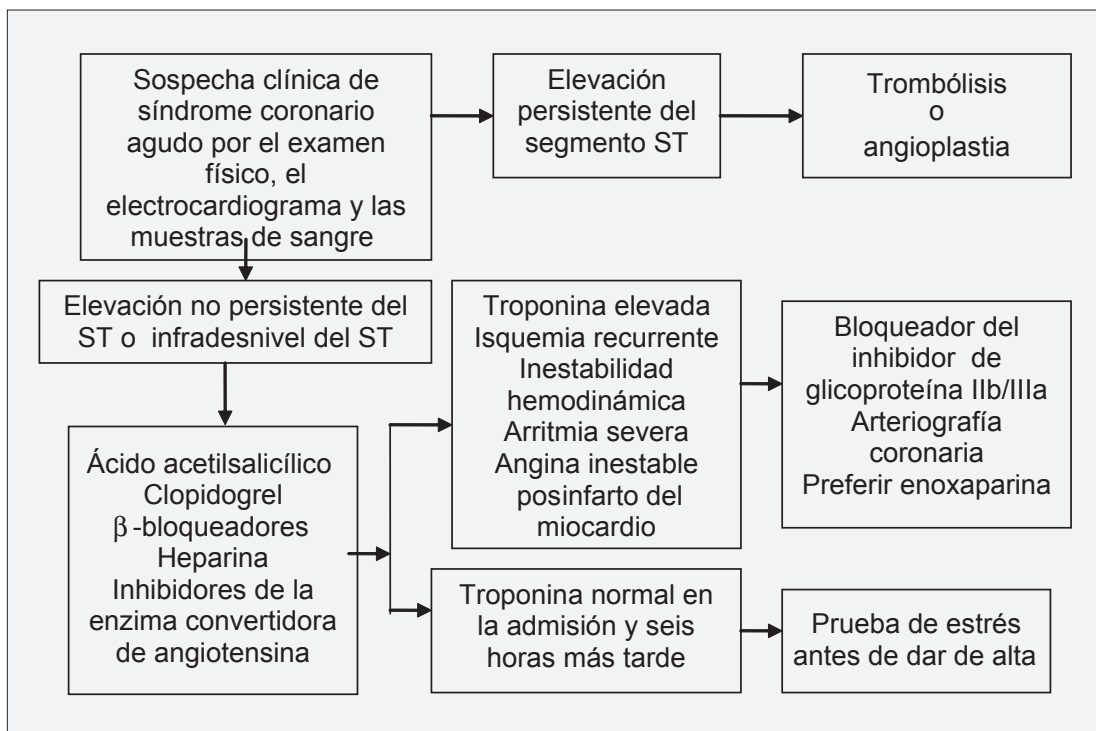 Sospecha clínica de
síndrome coronario
agudo por el examen
físico, el
electrocardiograma y las
muestras de sangre
Elevación
persistente del
segmento ST
Trombólisis
o
angioplastia
Elevación no persistente del
ST o infradesnivel del ST
Ácido acetilsalicílico
Clopidogrel
β-bloqueadores
Heparina
Inhibidores de la
enzima convertidora
de angiotensina
Troponina elevada
Isquemia recurrente
Inestabilidad
hemodinámica
Arritmia severa
Angina inestable
posinfarto del
miocardio
Bloqueador del
inhibidor de
glicoproteína IIb/IIIa
Arteriografía
coronaria
Preferir enoxaparina
Troponina normal en
la admisión y seis
horas más tarde
Prueba de estrés
antes de dar de alta